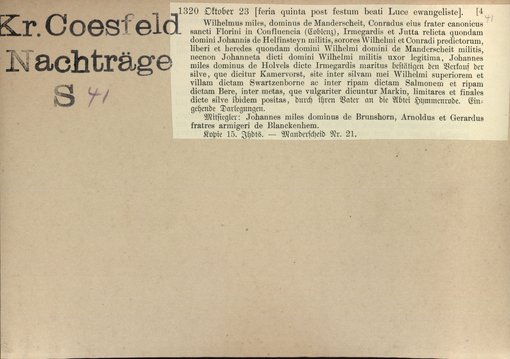 Kr. Coesfeld
Nachträge
S 41
1320 Oktober 23 [feria quinta post festum beati Luce ewangeliste]. [4
41
Wilhelmus miles, dominus de Manderscheit, Conradus eius frater canonicus
sancti Florini in Confluencia (Coblenz), Irmegardis et Jutta relicta quondam
domini Johannis de Helfinsteyn militis, sorores Wilhelmi et Conradi predictorum,
liberi et heredes quondam domini Wilhelmi domini de Manderscheit militis,
necnon Johanneta dicti domini Wilhelmi militis uxor legitima, Johannes
miles dominus de Holvels dicte Irmegardis maritus bestätigen den Verkauf der
silve, que dicitur Kamervorst, site inter silvam mei Wilhelmi superiorem et
villam dictam Swartzenborne ac inter ripam dictam Salmonem et ripam
dictam Bere, inter metas, que vulgariter dicuntur Markin, limitares et finales
dicte silve ibidem positas, durch ihren Vater an die Abtei Hymmenrode. Ein-
gehende Darlegungen.
Mitsiegler: Johannes miles dominus de Brunshorn, Arnoldus et Gerardus
fratres armigeri de Blanckenhem.
Kopie 15. Jhdts. — Manderscheid Nr. 21.